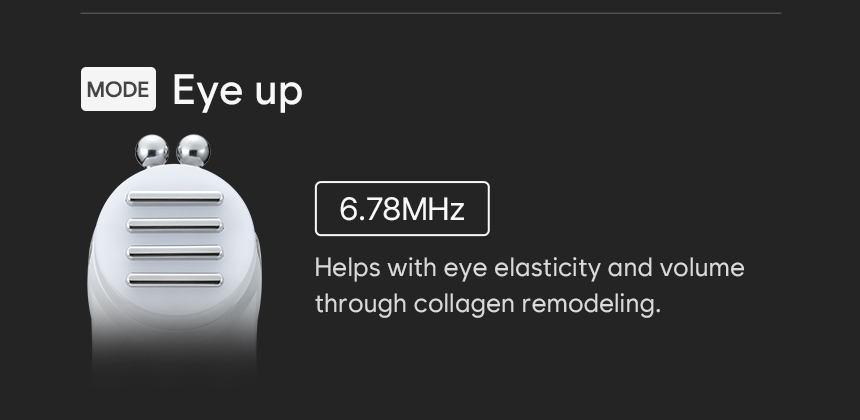 MODE Eye up
6.78MHz
Helps with eye elasticity and volume
through collagen remodeling.